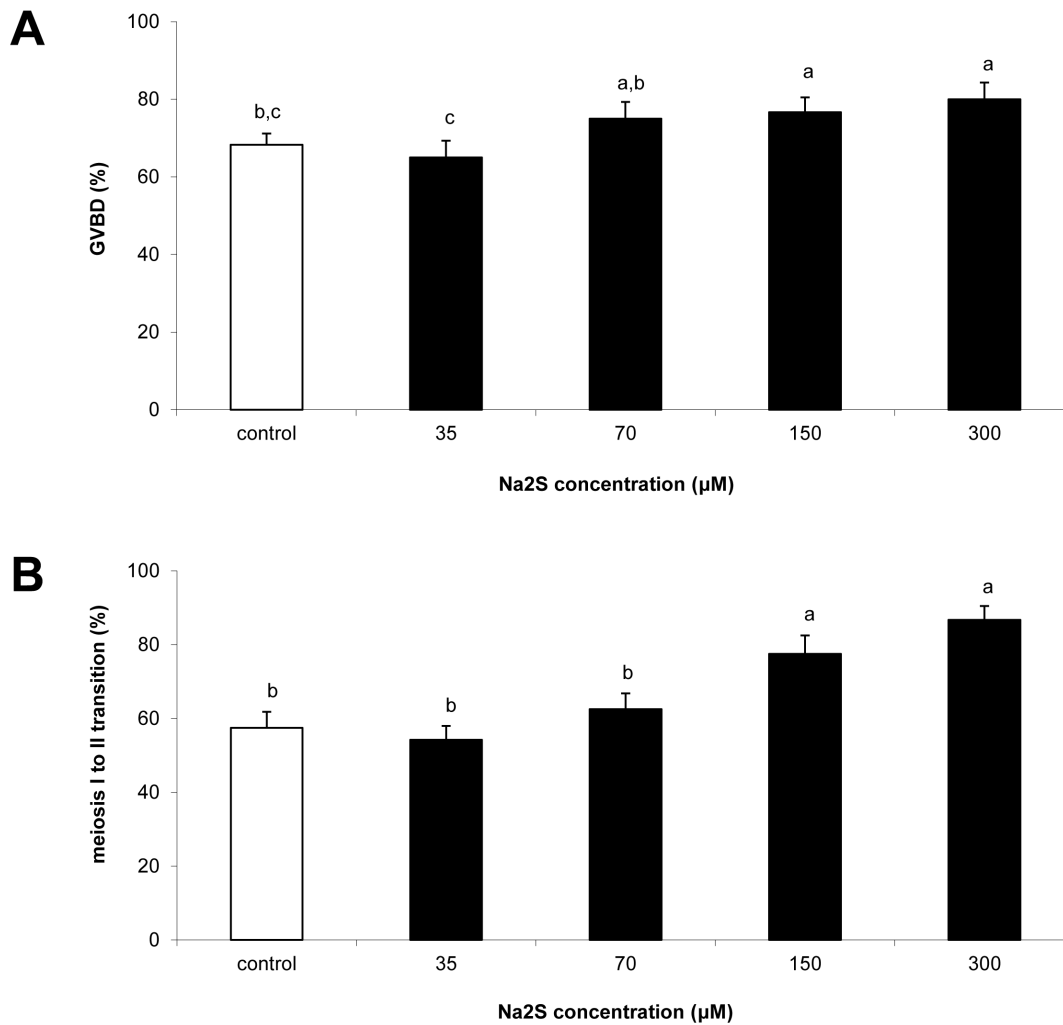 A
100
80
60
40
20
0
GVBD (%)
b,c
c
a,b
a
a
control 35 70 150 300
Na2S concentration (µM)
B
100
80
60
40
20
0
meiosis I to II transition (%)
b
b
b
a
a
control 35 70 150 300
Na2S concentration (µM)